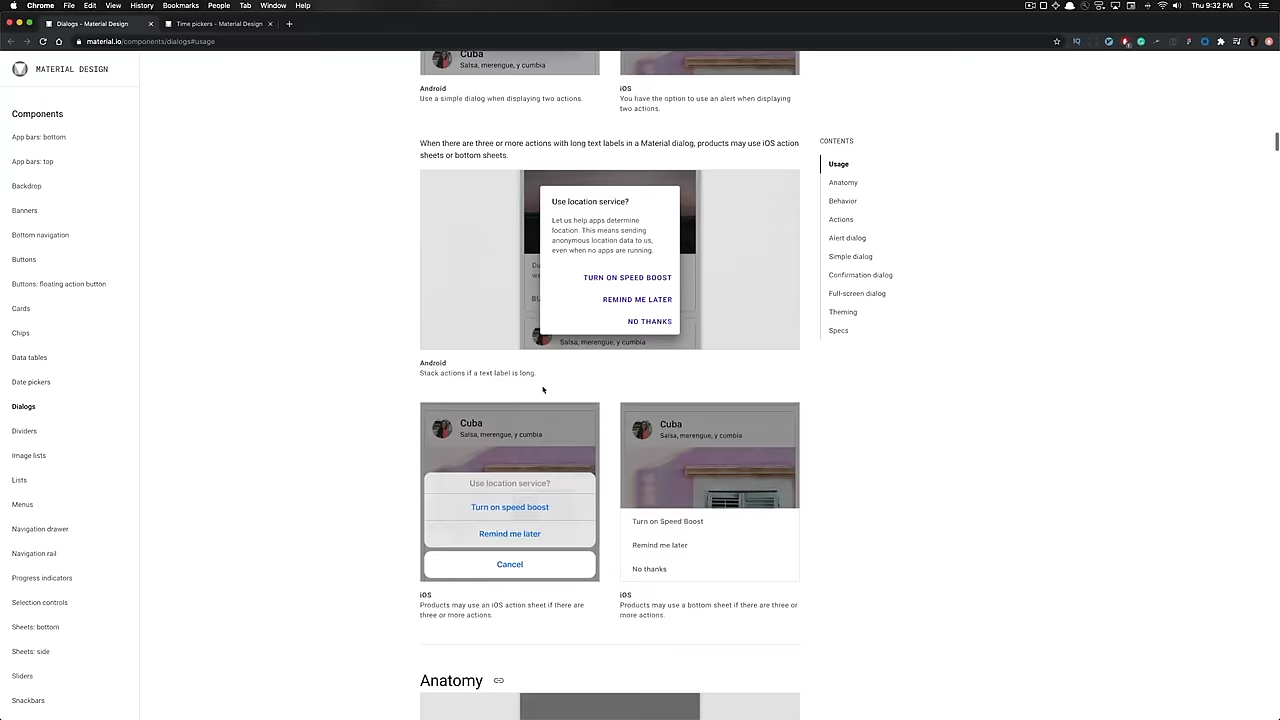 Chrome File Edit View History Bookmarks People Tab Window Help
Thu 9:32 PM
Dialogs - Material Design
Time pickers - Material Design
material.io/components/dialogs#usage
MATERIAL DESIGN
Components
App bars: bottom
App bars: top
Backdrop
Banners
Bottom navigation
Buttons
Buttons: floating action button
Cards
Chips
Data tables
Date pickers
Dialogs
Dividers
Image lists
Lists
Menus
Navigation drawer
Navigation rail
Progress indicators
Selection controls
Sheets: bottom
Sheets: side
Sliders
Snackbars
Cuba
Salsa, merengue, y cumbia
Android
Use a simple dialog when displaying two actions.
iOS
You have the option to use an alert when displaying
two actions.
When there are three or more actions with long text labels in a Material dialog, products may use iOS action
sheets or bottom sheets.
Use location service?
Let us help apps determine
location. This means sending
anonymous location data to us,
even when no apps are running.
TURN ON SPEED BOOST
REMIND ME LATER
NO THANKS
Salsa, merengue, y cumbia
Android
Stack actions if a text label is long.
Cuba
Salsa, merengue, y cumbia
Use location service?
Turn on speed boost
Remind me later
Cancel
iOS
Products may use an iOS action sheet if there are
three or more actions.
Cuba
Salsa, merengue, y cumbia
Turn on Speed Boost
Remind me later
No thanks
iOS
Products may use a bottom sheet if there are three or
more actions.
Anatomy
CONTENTS
Usage
Anatomy
Behavior
Actions
Alert dialog
Simple dialog
Confirmation dialog
Full-screen dialog
Theming
Specs